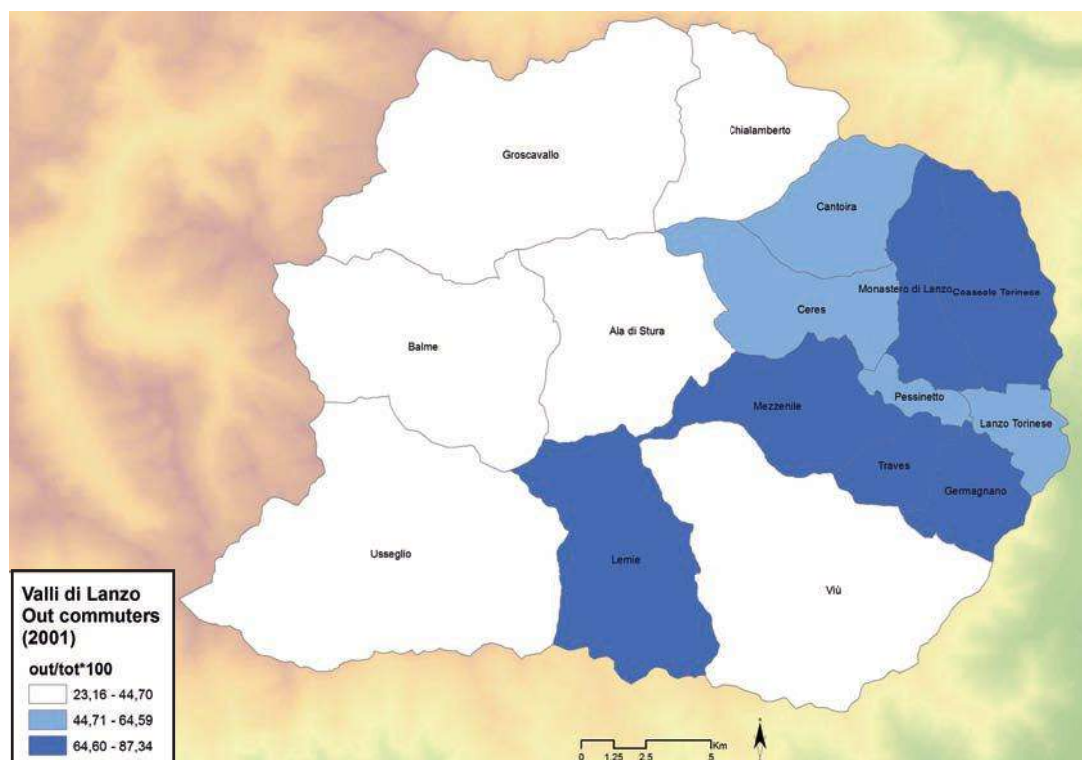 Chialamberto
Groscavallo
Cantoira
Monastero di Lanzo
Coassolo Torinese
Ceres
Ala di Stura
Balme
Pessinetto
Mezzenile
Lanzo Torinese
Traves
Germagnano
Usseglio
Lemie
Viù
Valli di Lanzo
Out commuters
(2001)
out/tot*100
23,16 - 44,70
44,71 - 64,59
64,60 - 87,34
Km
0 1.25 2.5 5